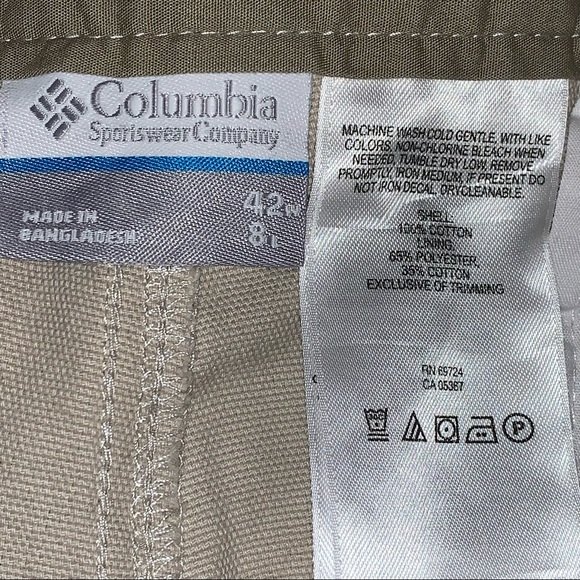 Columbia
Sportswear Company
42W
8I
MADE IN
BANGLADESH
MACHINE WASH COLD GENTLE, WITH LIKE
COLORS, NON-CHLORINE BLEACH WHEN
NEEDED, TUMBLE DRY LOW, REMOVE
PROMPTLY, IRON MEDIUM, IF PRESENT DO
NOT IRON DECAL, DRYCLEANABLE.
SHELL:
100% COTTON
LINING,
65% POLYESTER,
35% COTTON
EXCLUSIVE OF TRIMMING
RN 69724
CA 05367
30C
P